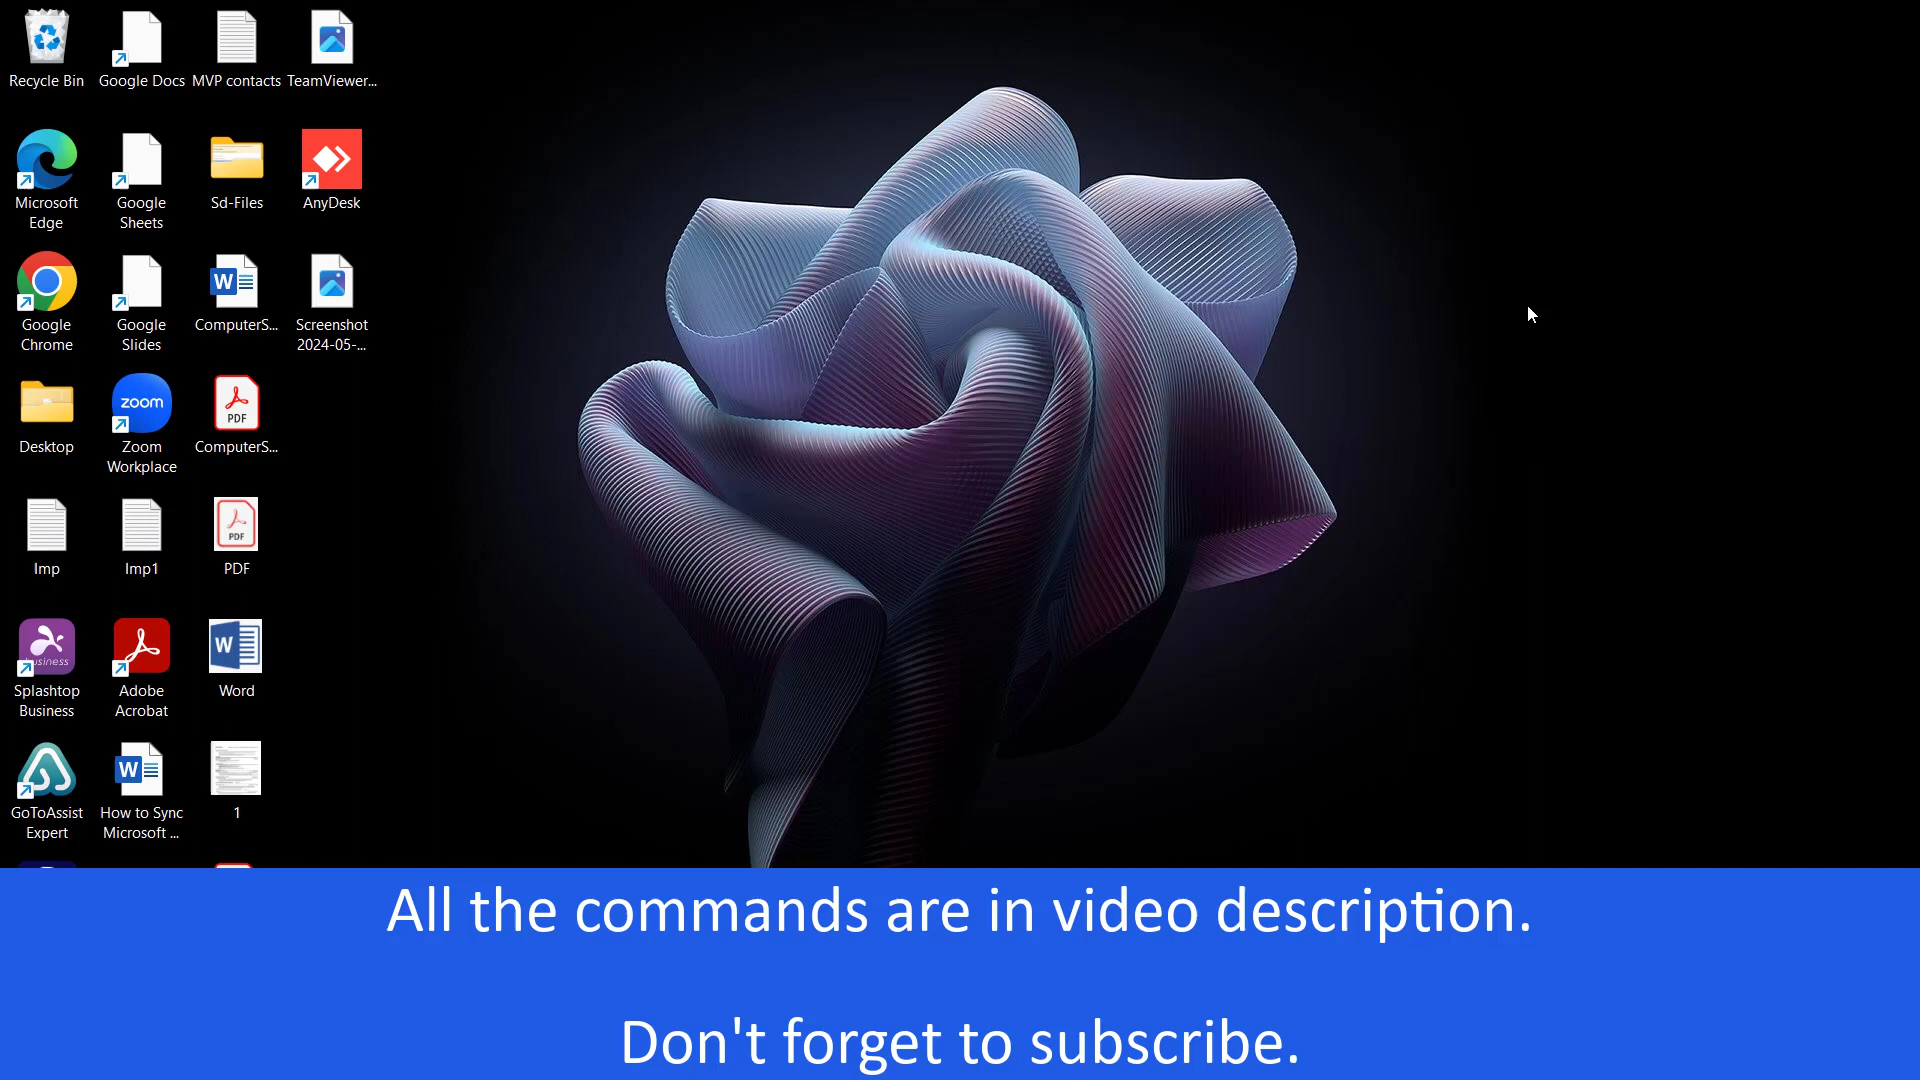 Recycle Bin
Google Docs
MVP contacts
TeamViewer...
Microsoft
Edge
Google
Sheets
Sd-Files
AnyDesk
Google
Chrome
Google
Slides
W
ComputerS...
Screenshot
2024-05-...
Desktop
zoom
Zoom
Workplace
PDF
ComputerS...
Imp
Imp1
PDF
PDF
business
Splashtop
Business
Adobe
Acrobat
W
Word
GoToAssist
Expert
W
How to Sync
Microsoft ...
1
All the commands are in video description.
Don't forget to subscribe.